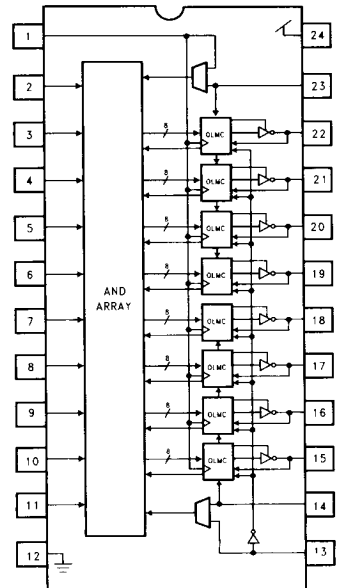 1 24
2 23
3 8 OLMC 22
4 8 OLMC 21
5 8 OLMC 20
6 8 OLMC 19
AND
ARRAY
7 8 OLMC 18
8 8 OLMC 17
9 8 OLMC 16
10 8 OLMC 15
11 14
12 13